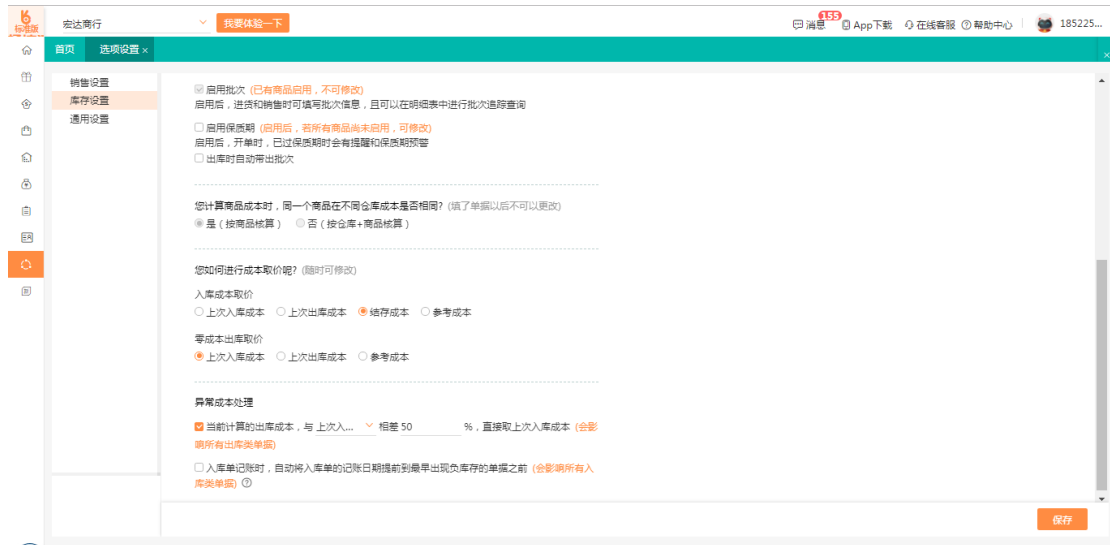 标准版
宏达商行
我要体验一下
消息
155
App下载
在线客服
帮助中心
185225...
首页
选项设置
销售设置
库存设置
通用设置
启用批次 (已有商品启用，不可修改)
启用后，进货和销售时可填写批次信息，且可以在明细表中进行批次追踪查询
启用保质期 (启用后，若所有商品尚未启用，可修改)
启用后，开单时，已过保质期时会有提醒和保质期预警
出库时自动带出批次
您计算商品成本时，同一个商品在不同仓库成本是否相同? (填了单据以后不可以更改)
是 ( 按商品核算 ) 否 ( 按仓库+商品核算 )
您如何进行成本取价呢? (随时可修改)
入库成本取价
上次入库成本 上次出库成本 结存成本 参考成本
零成本出库取价
上次入库成本 上次出库成本 参考成本
异常成本处理
当前计算的出库成本，与 上次入... 相差 50 %，直接取上次入库成本 (会影
响所有出库类单据)
入库单记账时，自动将入库单的记账日期提前到最早出现负库存的单据之前 (会影响所有入
库类单据)
保存